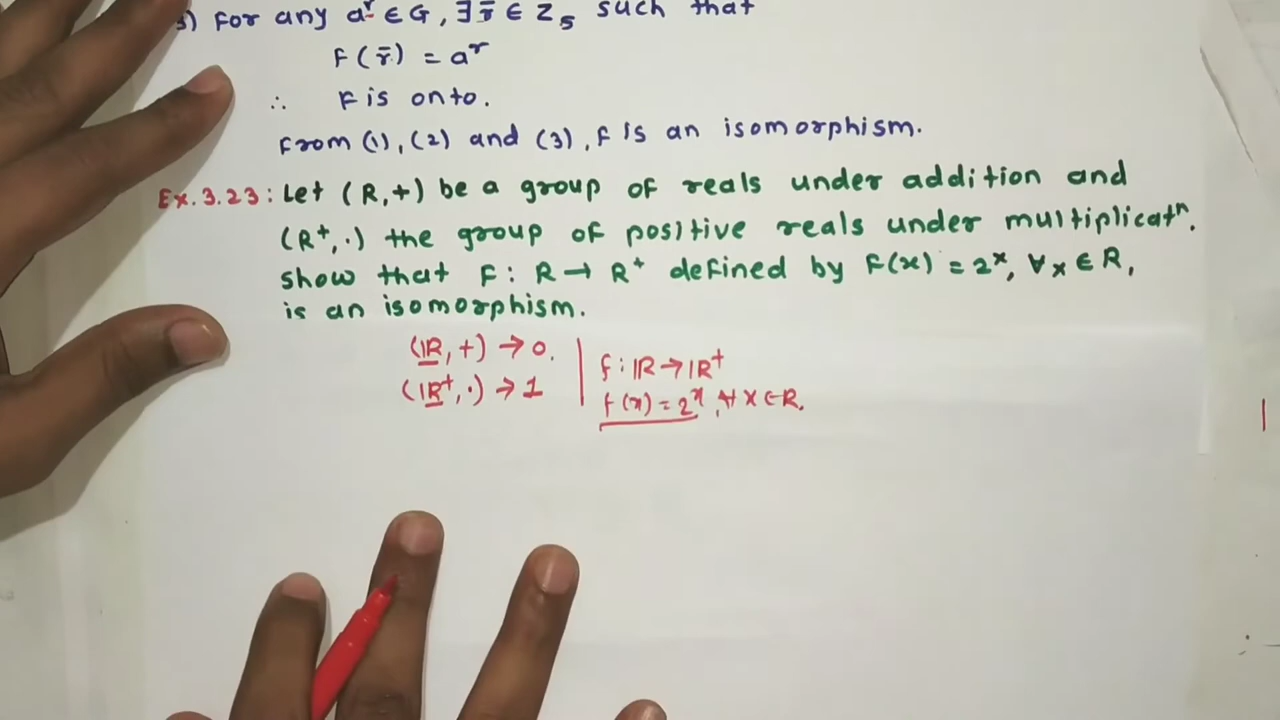 3) For any aʳ ∈ G, ∃ r̄ ∈ Z₅ such that
F(r̄) = aʳ
∴ F is onto.
From (1), (2) and (3), F is an isomorphism.
Ex.3.23: Let (R,+) be a group of reals under addition and
(R⁺,·) the group of positive reals under multiplicatⁿ.
show that F: R → R⁺ defined by F(x) = 2ˣ, ∀x ∈ R,
is an isomorphism.
(ℝ,+) → 0.
(ℝ⁺,·) → 1
f: ℝ → ℝ⁺
f(x) = 2ˣ, ∀ x ∈ R.